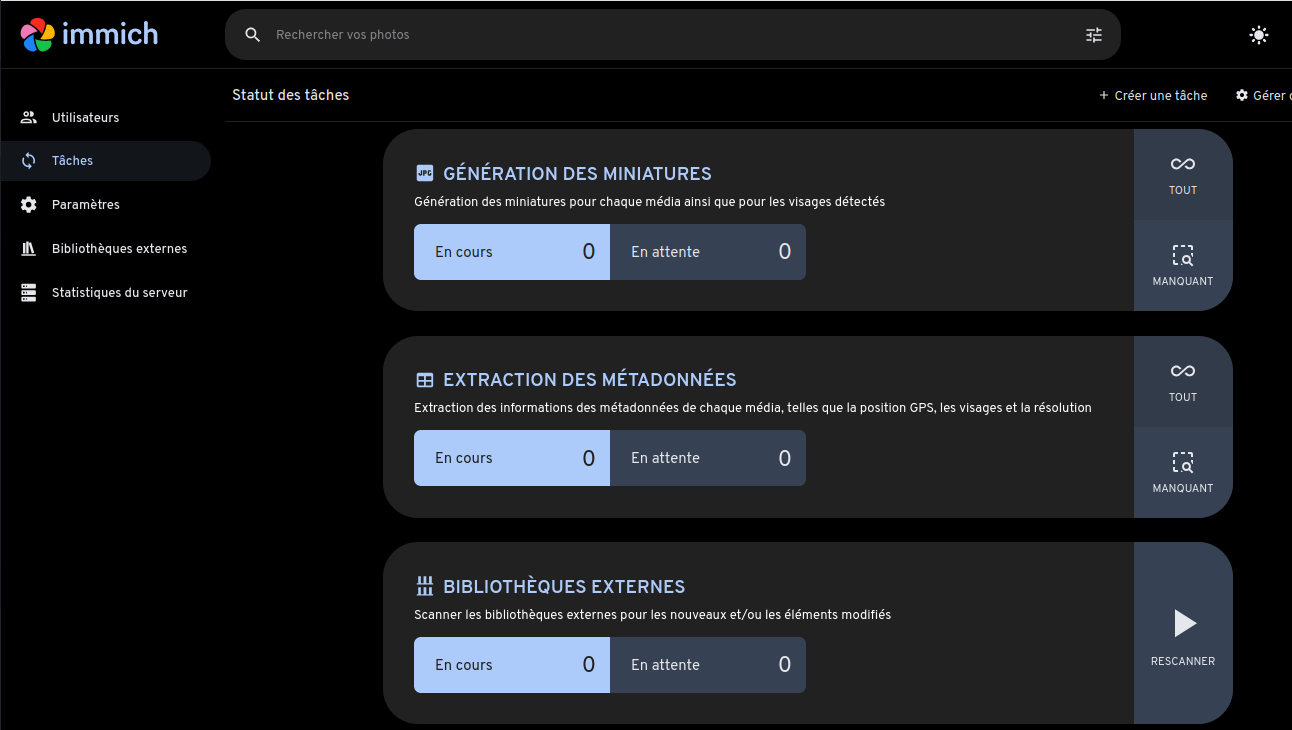 immich
Rechercher vos photos
Utilisateurs
Tâches
Paramètres
Bibliothèques externes
Statistiques du serveur
Statut des tâches
+ Créer une tâche
Gérer
JPG GÉNÉRATION DES MINIATURES
Génération des miniatures pour chaque média ainsi que pour les visages détectés
En cours 0 En attente 0
TOUT
MANQUANT
EXTRACTION DES MÉTADONNÉES
Extraction des informations des métadonnées de chaque média, telles que la position GPS, les visages et la résolution
En cours 0 En attente 0
TOUT
MANQUANT
BIBLIOTHÈQUES EXTERNES
Scanner les bibliothèques externes pour les nouveaux et/ou les éléments modifiés
En cours 0 En attente 0
RESCANNER